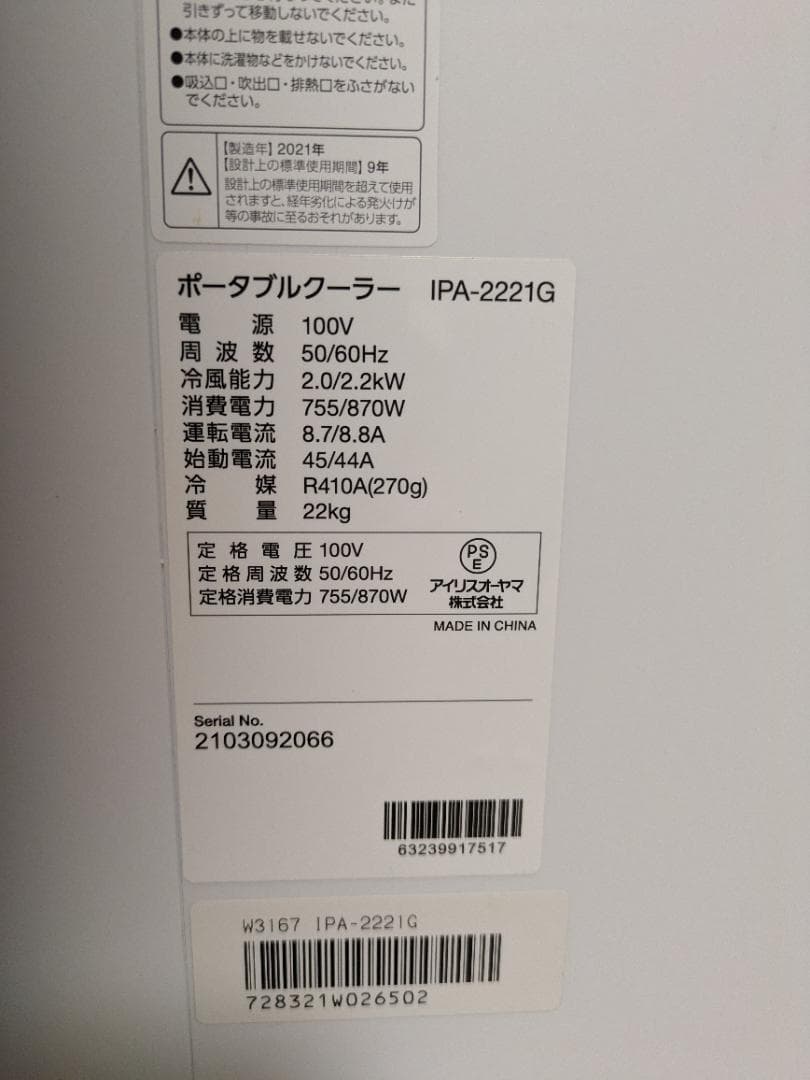 引きずって移動しないでください。
●本体の上に物を載せないでください。
●本体に洗濯物などをかけないでください。
●吸込口・吹出口・排熱口をふさがない
でください。
【製造年】2021年
【設計上の標準使用期間】9年
設計上の標準使用期間を超えて使用
されますと、経年劣化による発火・けが
等の事故に至るおそれがあります。
ポータブルクーラー IPA-2221G
電源 100V
周波数 50/60Hz
冷風能力 2.0/2.2kW
消費電力 755/870W
運転電流 8.7/8.8A
始動電流 45/44A
冷媒 R410A(270g)
質量 22kg
定格電圧 100V
定格周波数 50/60Hz
定格消費電力 755/870W
PS
E
アイリスオーヤマ
株式会社
MADE IN CHINA
Serial No.
2103092066
63239917517
W3167 IPA-2221G
728321W026502